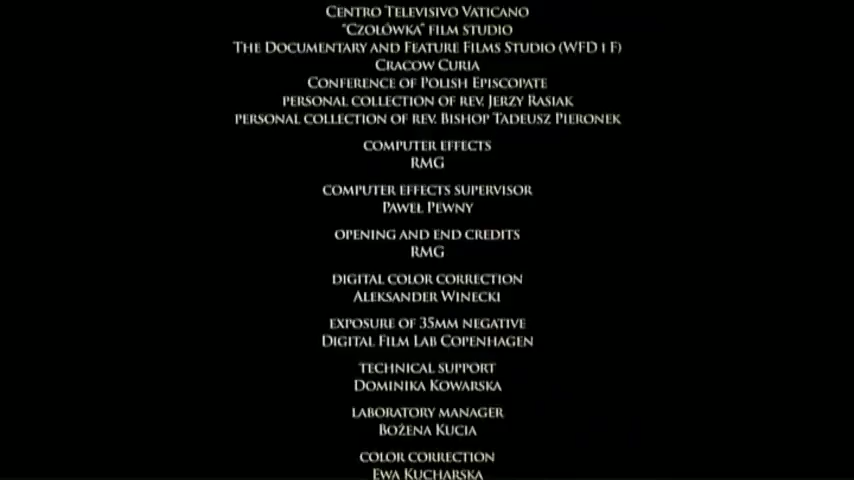 Centro Televisivo Vaticano
"Czolówka" film studio
The Documentary and Feature Films Studio (WFD i F)
Cracow Curia
Conference of Polish Episcopate
personal collection of rev. Jerzy Rasiak
personal collection of rev. Bishop Tadeusz Pieronek
computer effects
RMG
computer effects supervisor
Paweł Pewny
opening and end credits
RMG
digital color correction
Aleksander Winecki
exposure of 35mm negative
Digital Film Lab Copenhagen
technical support
Dominika Kowarska
laboratory manager
Bożena Kucia
color correction
Ewa Kucharska